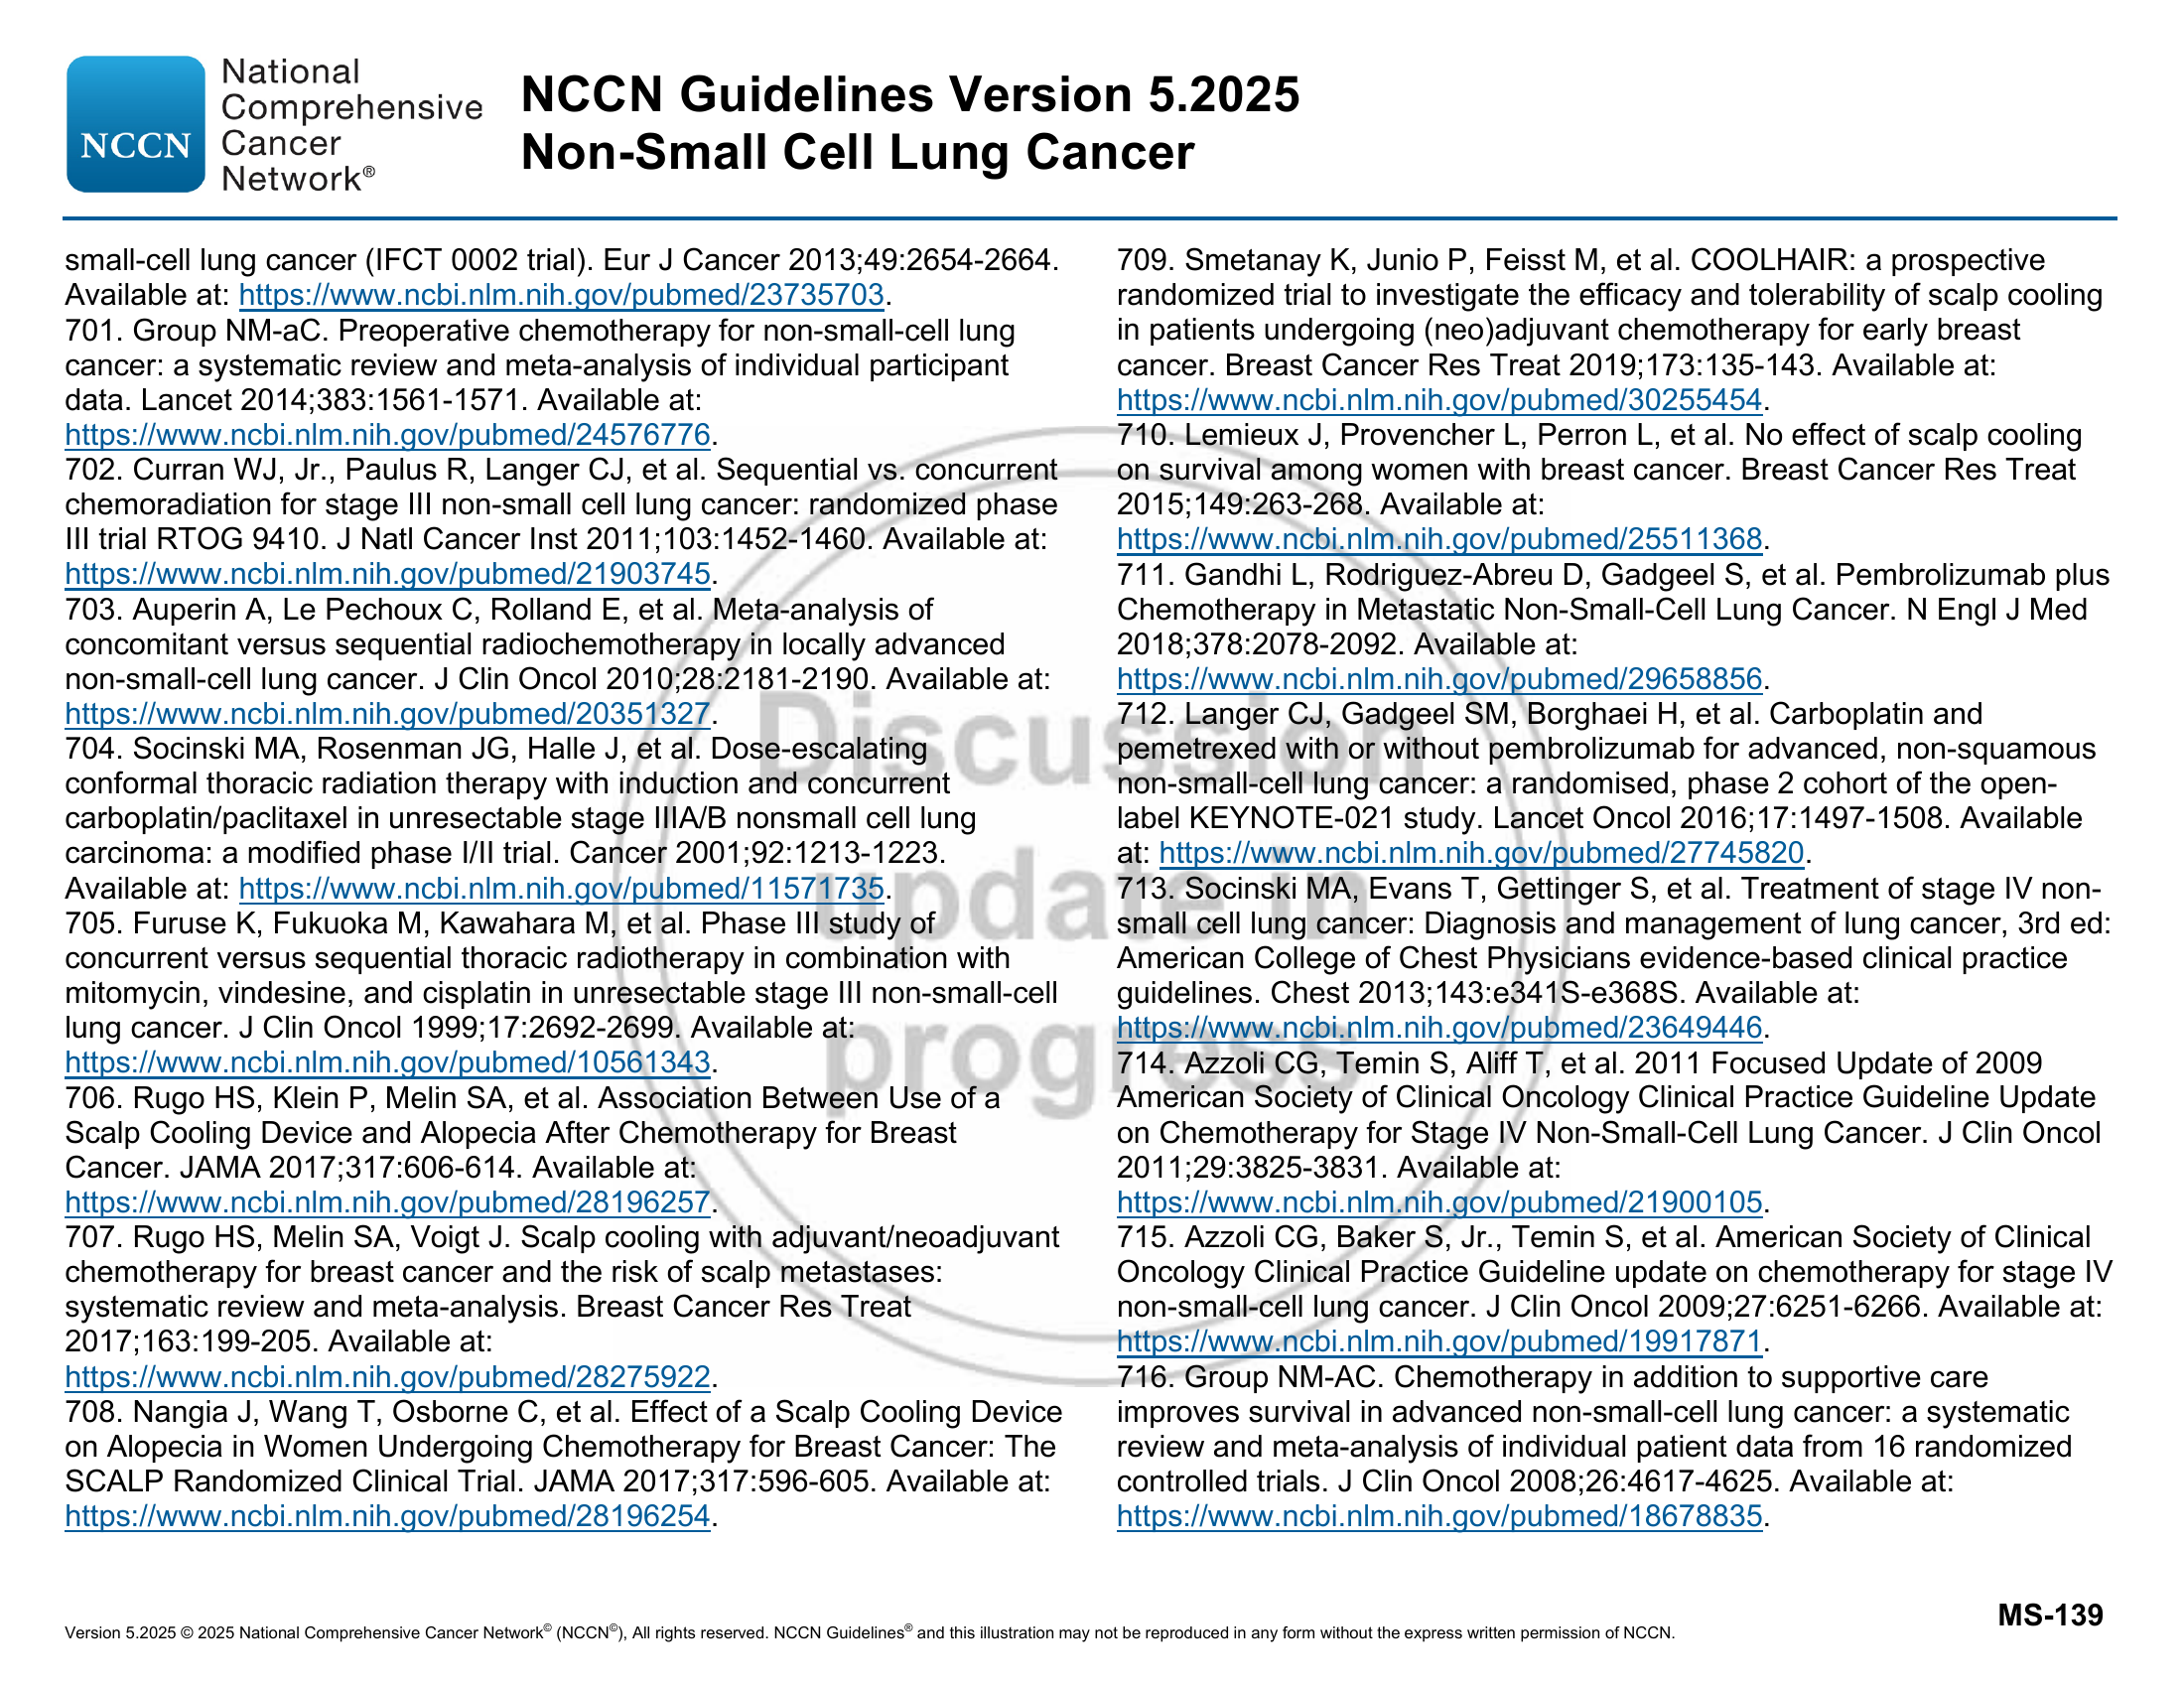 NCCN
National
Comprehensive
Cancer
Network®
NCCN Guidelines Version 5.2025
Non-Small Cell Lung Cancer
small-cell lung cancer (IFCT 0002 trial). Eur J Cancer 2013;49:2654-2664.
Available at: https://www.ncbi.nlm.nih.gov/pubmed/23735703.
701. Group NM-aC. Preoperative chemotherapy for non-small-cell lung
cancer: a systematic review and meta-analysis of individual participant
data. Lancet 2014;383:1561-1571. Available at:
https://www.ncbi.nlm.nih.gov/pubmed/24576776.
702. Curran WJ, Jr., Paulus R, Langer CJ, et al. Sequential vs. concurrent
chemoradiation for stage III non-small cell lung cancer: randomized phase
III trial RTOG 9410. J Natl Cancer Inst 2011;103:1452-1460. Available at:
https://www.ncbi.nlm.nih.gov/pubmed/21903745.
703. Auperin A, Le Pechoux C, Rolland E, et al. Meta-analysis of
concomitant versus sequential radiochemotherapy in locally advanced
non-small-cell lung cancer. J Clin Oncol 2010;28:2181-2190. Available at:
https://www.ncbi.nlm.nih.gov/pubmed/20351327.
704. Socinski MA, Rosenman JG, Halle J, et al. Dose-escalating
conformal thoracic radiation therapy with induction and concurrent
carboplatin/paclitaxel in unresectable stage IIIA/B nonsmall cell lung
carcinoma: a modified phase I/II trial. Cancer 2001;92:1213-1223.
Available at: https://www.ncbi.nlm.nih.gov/pubmed/11571735.
705. Furuse K, Fukuoka M, Kawahara M, et al. Phase III study of
concurrent versus sequential thoracic radiotherapy in combination with
mitomycin, vindesine, and cisplatin in unresectable stage III non-small-cell
lung cancer. J Clin Oncol 1999;17:2692-2699. Available at:
https://www.ncbi.nlm.nih.gov/pubmed/10561343.
706. Rugo HS, Klein P, Melin SA, et al. Association Between Use of a
Scalp Cooling Device and Alopecia After Chemotherapy for Breast
Cancer. JAMA 2017;317:606-614. Available at:
https://www.ncbi.nlm.nih.gov/pubmed/28196257.
707. Rugo HS, Melin SA, Voigt J. Scalp cooling with adjuvant/neoadjuvant
chemotherapy for breast cancer and the risk of scalp metastases:
systematic review and meta-analysis. Breast Cancer Res Treat
2017;163:199-205. Available at:
https://www.ncbi.nlm.nih.gov/pubmed/28275922.
708. Nangia J, Wang T, Osborne C, et al. Effect of a Scalp Cooling Device
on Alopecia in Women Undergoing Chemotherapy for Breast Cancer: The
SCALP Randomized Clinical Trial. JAMA 2017;317:596-605. Available at:
https://www.ncbi.nlm.nih.gov/pubmed/28196254.
709. Smetanay K, Junio P, Feisst M, et al. COOLHAIR: a prospective
randomized trial to investigate the efficacy and tolerability of scalp cooling
in patients undergoing (neo)adjuvant chemotherapy for early breast
cancer. Breast Cancer Res Treat 2019;173:135-143. Available at:
https://www.ncbi.nlm.nih.gov/pubmed/30255454.
710. Lemieux J, Provencher L, Perron L, et al. No effect of scalp cooling
on survival among women with breast cancer. Breast Cancer Res Treat
2015;149:263-268. Available at:
https://www.ncbi.nlm.nih.gov/pubmed/25511368.
711. Gandhi L, Rodriguez-Abreu D, Gadgeel S, et al. Pembrolizumab plus
Chemotherapy in Metastatic Non-Small-Cell Lung Cancer. N Engl J Med
2018;378:2078-2092. Available at:
https://www.ncbi.nlm.nih.gov/pubmed/29658856.
712. Langer CJ, Gadgeel SM, Borghaei H, et al. Carboplatin and
pemetrexed with or without pembrolizumab for advanced, non-squamous
non-small-cell lung cancer: a randomised, phase 2 cohort of the open-
label KEYNOTE-021 study. Lancet Oncol 2016;17:1497-1508. Available
at: https://www.ncbi.nlm.nih.gov/pubmed/27745820.
713. Socinski MA, Evans T, Gettinger S, et al. Treatment of stage IV non-
small cell lung cancer: Diagnosis and management of lung cancer, 3rd ed:
American College of Chest Physicians evidence-based clinical practice
guidelines. Chest 2013;143:e341S-e368S. Available at:
https://www.ncbi.nlm.nih.gov/pubmed/23649446.
714. Azzoli CG, Temin S, Aliff T, et al. 2011 Focused Update of 2009
American Society of Clinical Oncology Clinical Practice Guideline Update
on Chemotherapy for Stage IV Non-Small-Cell Lung Cancer. J Clin Oncol
2011;29:3825-3831. Available at:
https://www.ncbi.nlm.nih.gov/pubmed/21900105.
715. Azzoli CG, Baker S, Jr., Temin S, et al. American Society of Clinical
Oncology Clinical Practice Guideline update on chemotherapy for stage IV
non-small-cell lung cancer. J Clin Oncol 2009;27:6251-6266. Available at:
https://www.ncbi.nlm.nih.gov/pubmed/19917871.
716. Group NM-AC. Chemotherapy in addition to supportive care
improves survival in advanced non-small-cell lung cancer: a systematic
review and meta-analysis of individual patient data from 16 randomized
controlled trials. J Clin Oncol 2008;26:4617-4625. Available at:
https://www.ncbi.nlm.nih.gov/pubmed/18678835.
Discussion
update in
progress
MS-139
Version 5.2025 © 2025 National Comprehensive Cancer Network© (NCCN©), All rights reserved. NCCN Guidelines® and this illustration may not be reproduced in any form without the express written permission of NCCN.